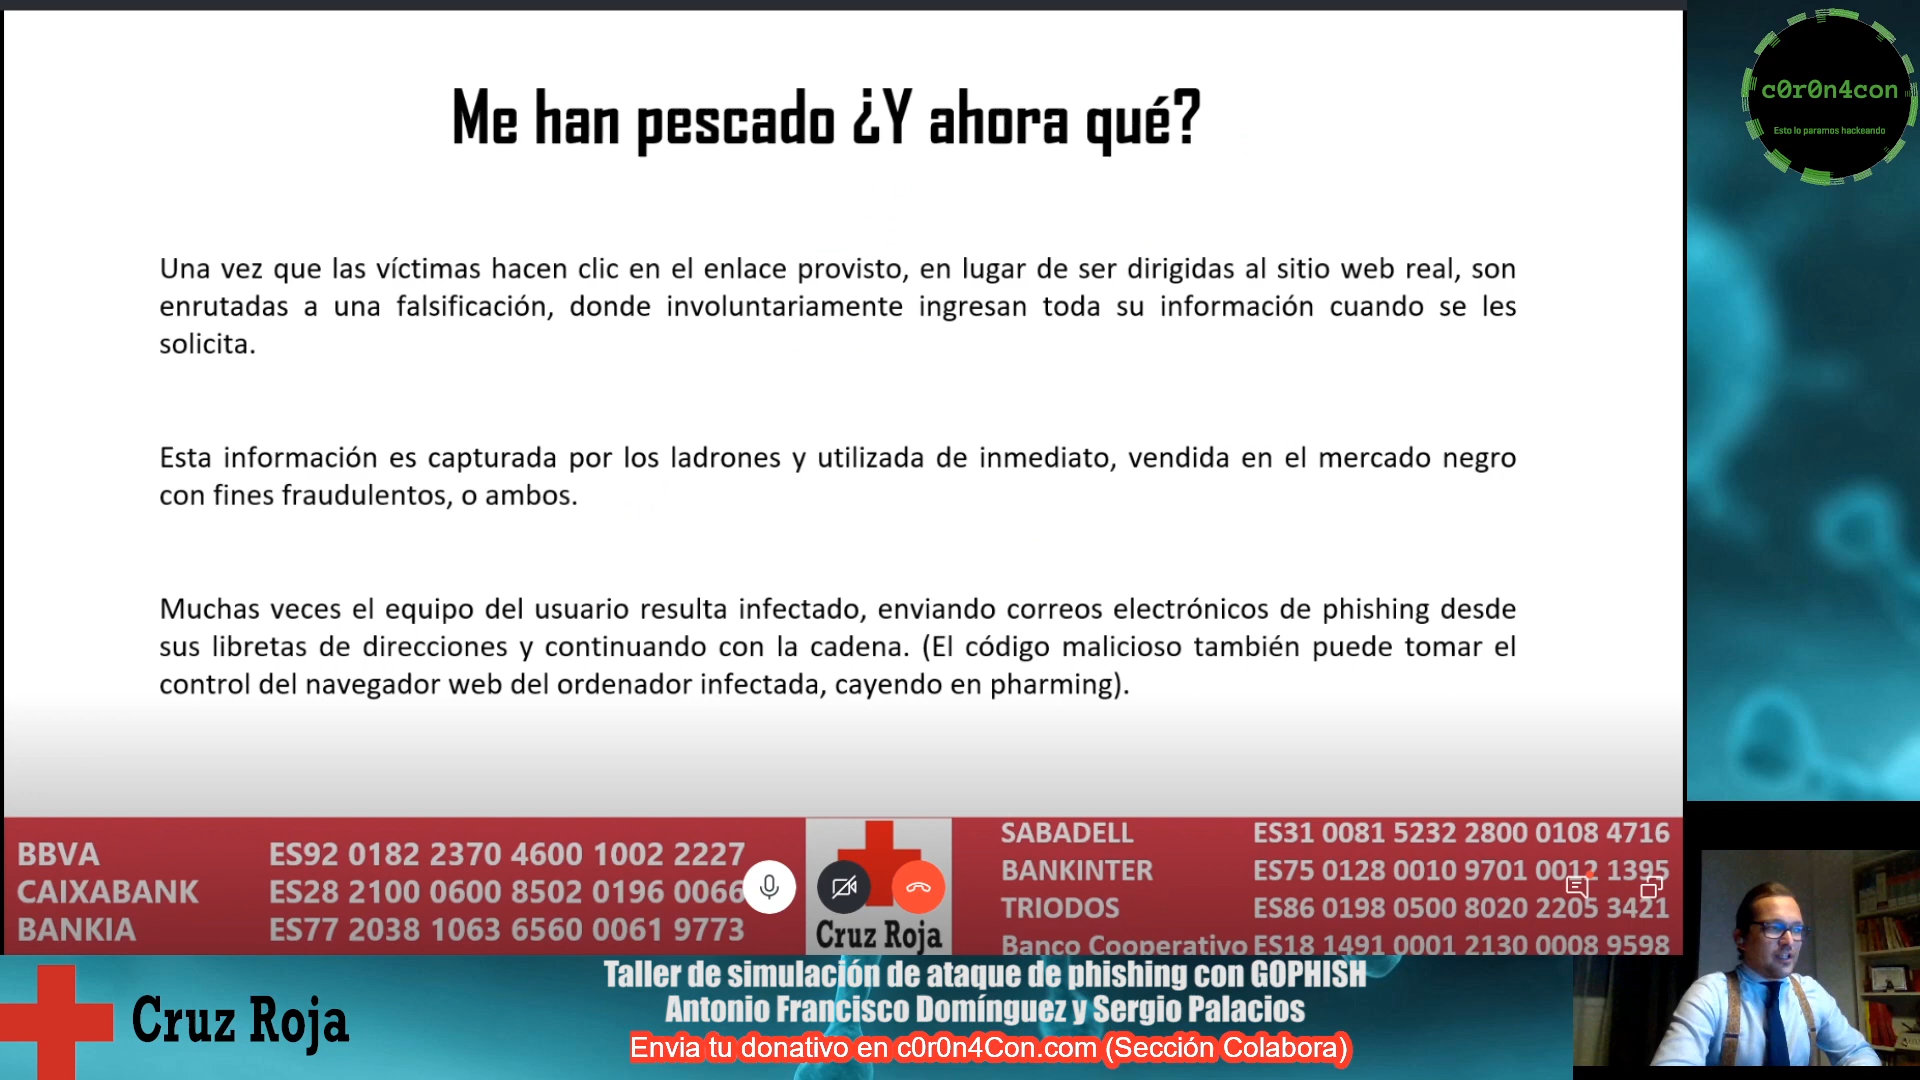 Me han pescado ¿Y ahora qué?
Una vez que las víctimas hacen clic en el enlace provisto, en lugar de ser dirigidas al sitio web real, son
enrutadas a una falsificación, donde involuntariamente ingresan toda su información cuando se les
solicita.
Esta información es capturada por los ladrones y utilizada de inmediato, vendida en el mercado negro
con fines fraudulentos, o ambos.
Muchas veces el equipo del usuario resulta infectado, enviando correos electrónicos de phishing desde
sus libretas de direcciones y continuando con la cadena. (El código malicioso también puede tomar el
control del navegador web del ordenador infectada, cayendo en pharming).
c0r0n4con
Esto lo paramos hackeando
BBVA ES92 0182 2370 4600 1002 2227
CAIXABANK ES28 2100 0600 8502 0196 0066
BANKIA ES77 2038 1063 6560 0061 9773
Cruz Roja
SABADELL ES31 0081 5232 2800 0108 4716
BANKINTER ES75 0128 0010 9701 0012 1395
TRIODOS ES86 0198 0500 8020 2205 3421
Banco Cooperativo ES18 1491 0001 2130 0008 9598
Cruz Roja
Taller de simulación de ataque de phishing con GOPHISH
Antonio Francisco Domínguez y Sergio Palacios
Envia tu donativo en c0r0n4Con.com (Sección Colabora)